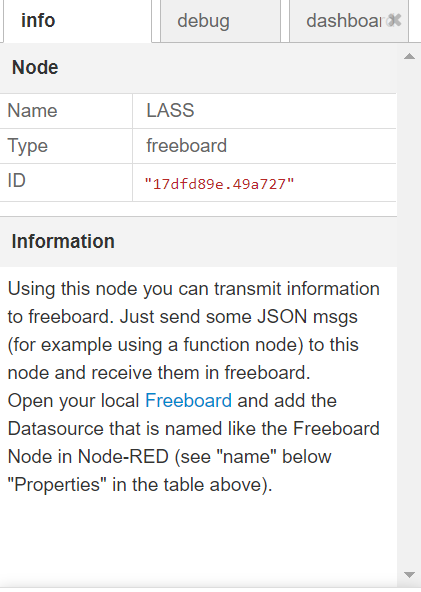 info debug dashboar
Node
Name LASS
Type freeboard
ID "17dfd89e.49a727"
Information
Using this node you can transmit information
to freeboard. Just send some JSON msgs
(for example using a function node) to this
node and receive them in freeboard.
Open your local Freeboard and add the
Datasource that is named like the Freeboard
Node in Node-RED (see "name" below
"Properties" in the table above).